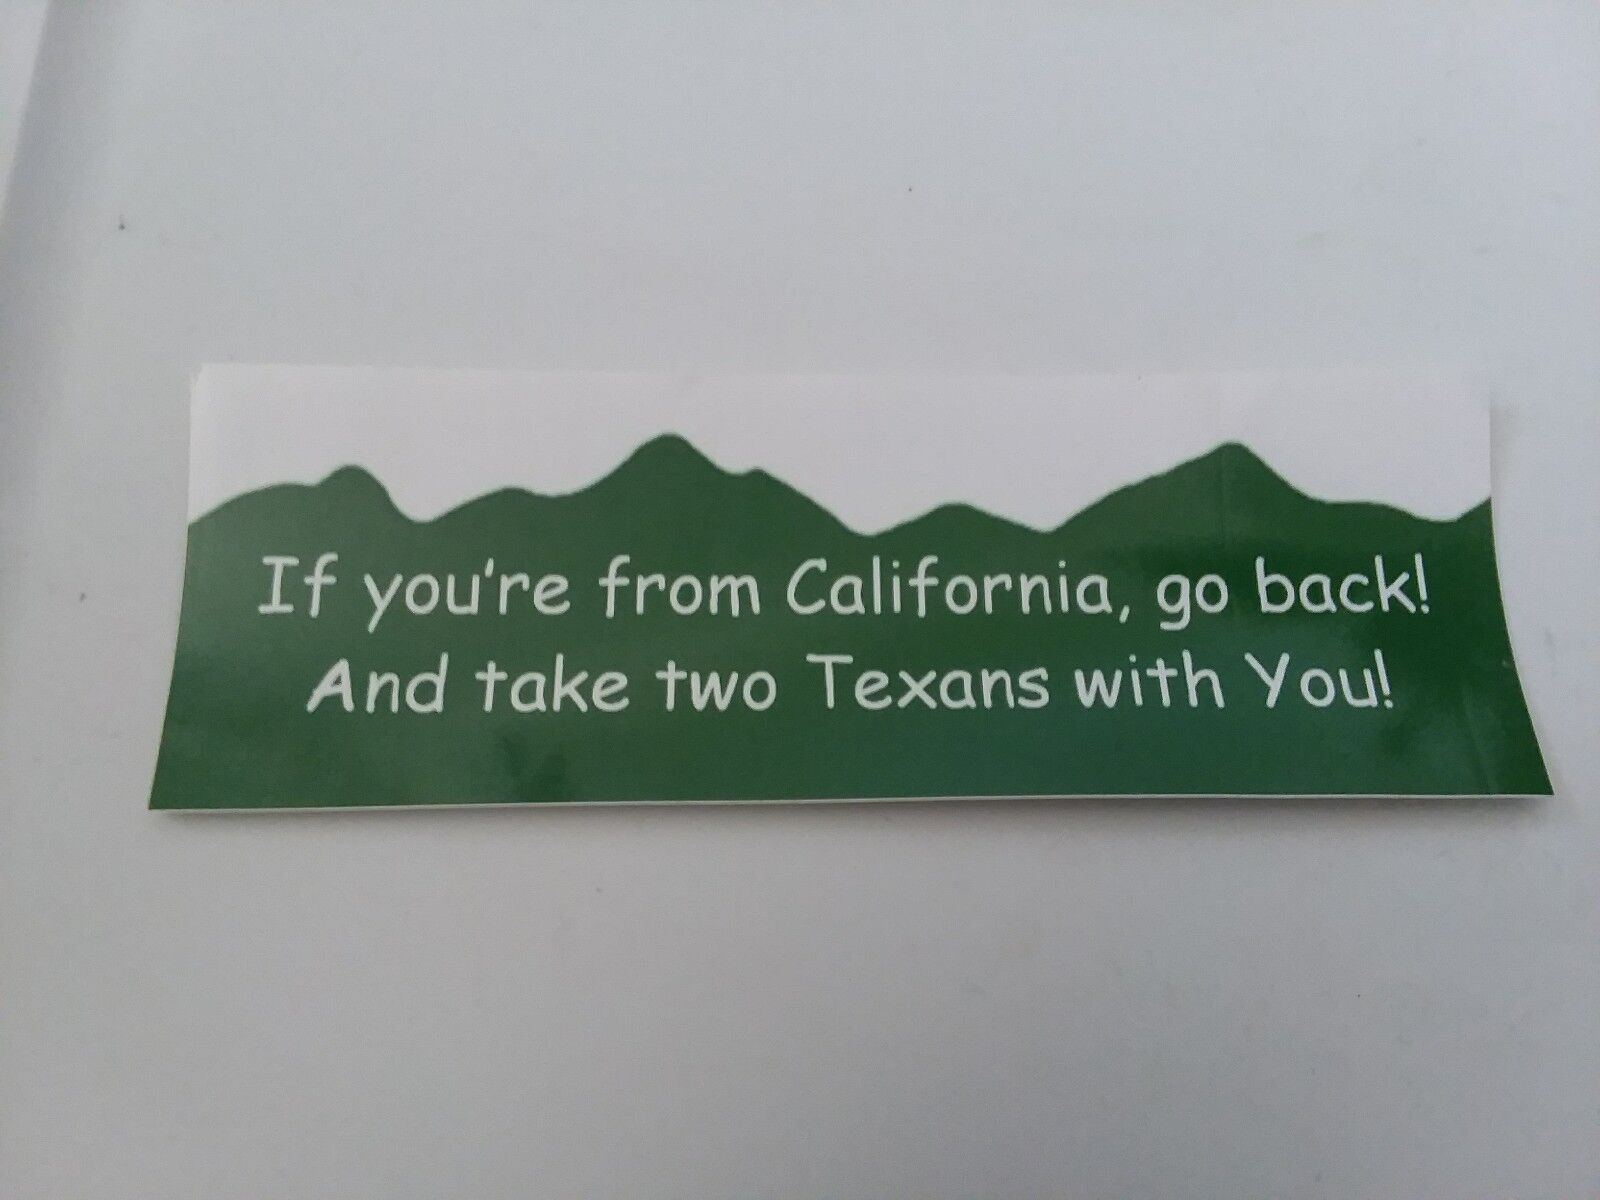 If you're from California, go back!
And take two Texans with You!